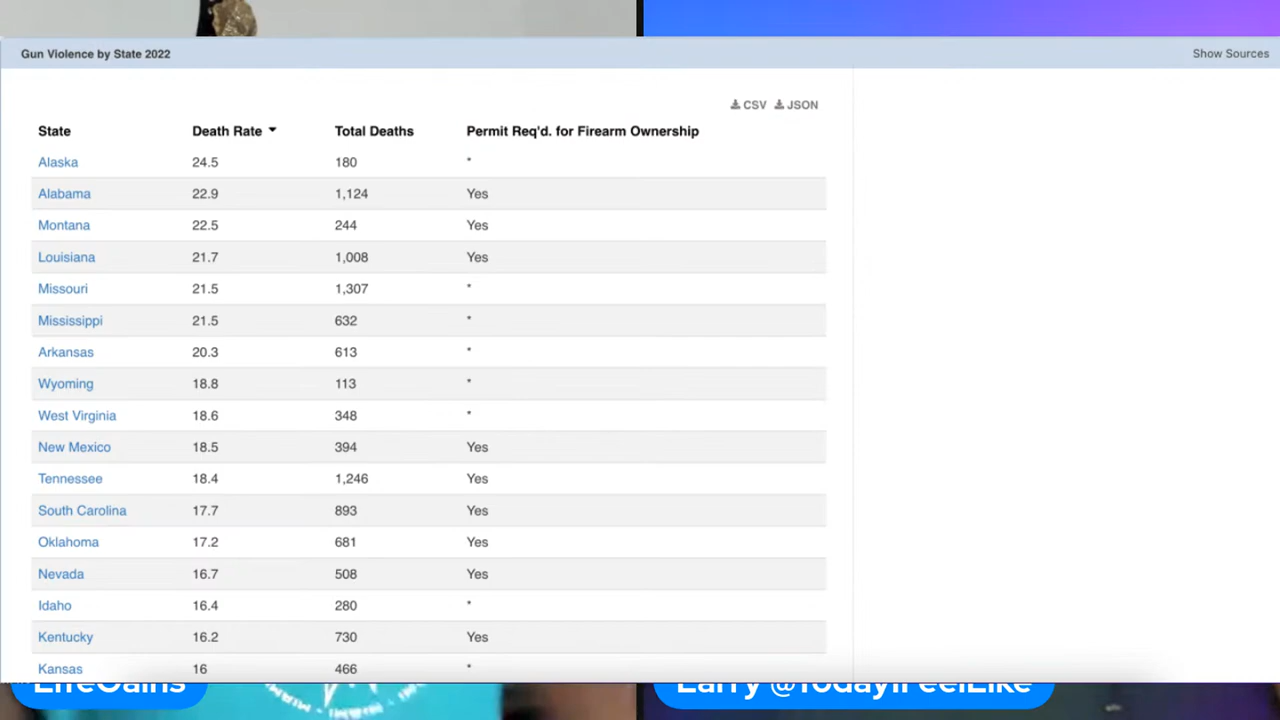 Gun Violence by State 2022 Show Sources
CSV JSON
State Death Rate Total Deaths Permit Req'd. for Firearm Ownership
Alaska 24.5 180 *
Alabama 22.9 1,124 Yes
Montana 22.5 244 Yes
Louisiana 21.7 1,008 Yes
Missouri 21.5 1,307 *
Mississippi 21.5 632 *
Arkansas 20.3 613 *
Wyoming 18.8 113 *
West Virginia 18.6 348 *
New Mexico 18.5 394 Yes
Tennessee 18.4 1,246 Yes
South Carolina 17.7 893 Yes
Oklahoma 17.2 681 Yes
Nevada 16.7 508 Yes
Idaho 16.4 280 *
Kentucky 16.2 730 Yes
Kansas 16 466 *
LifeGains Larry @TodayIFeelLike